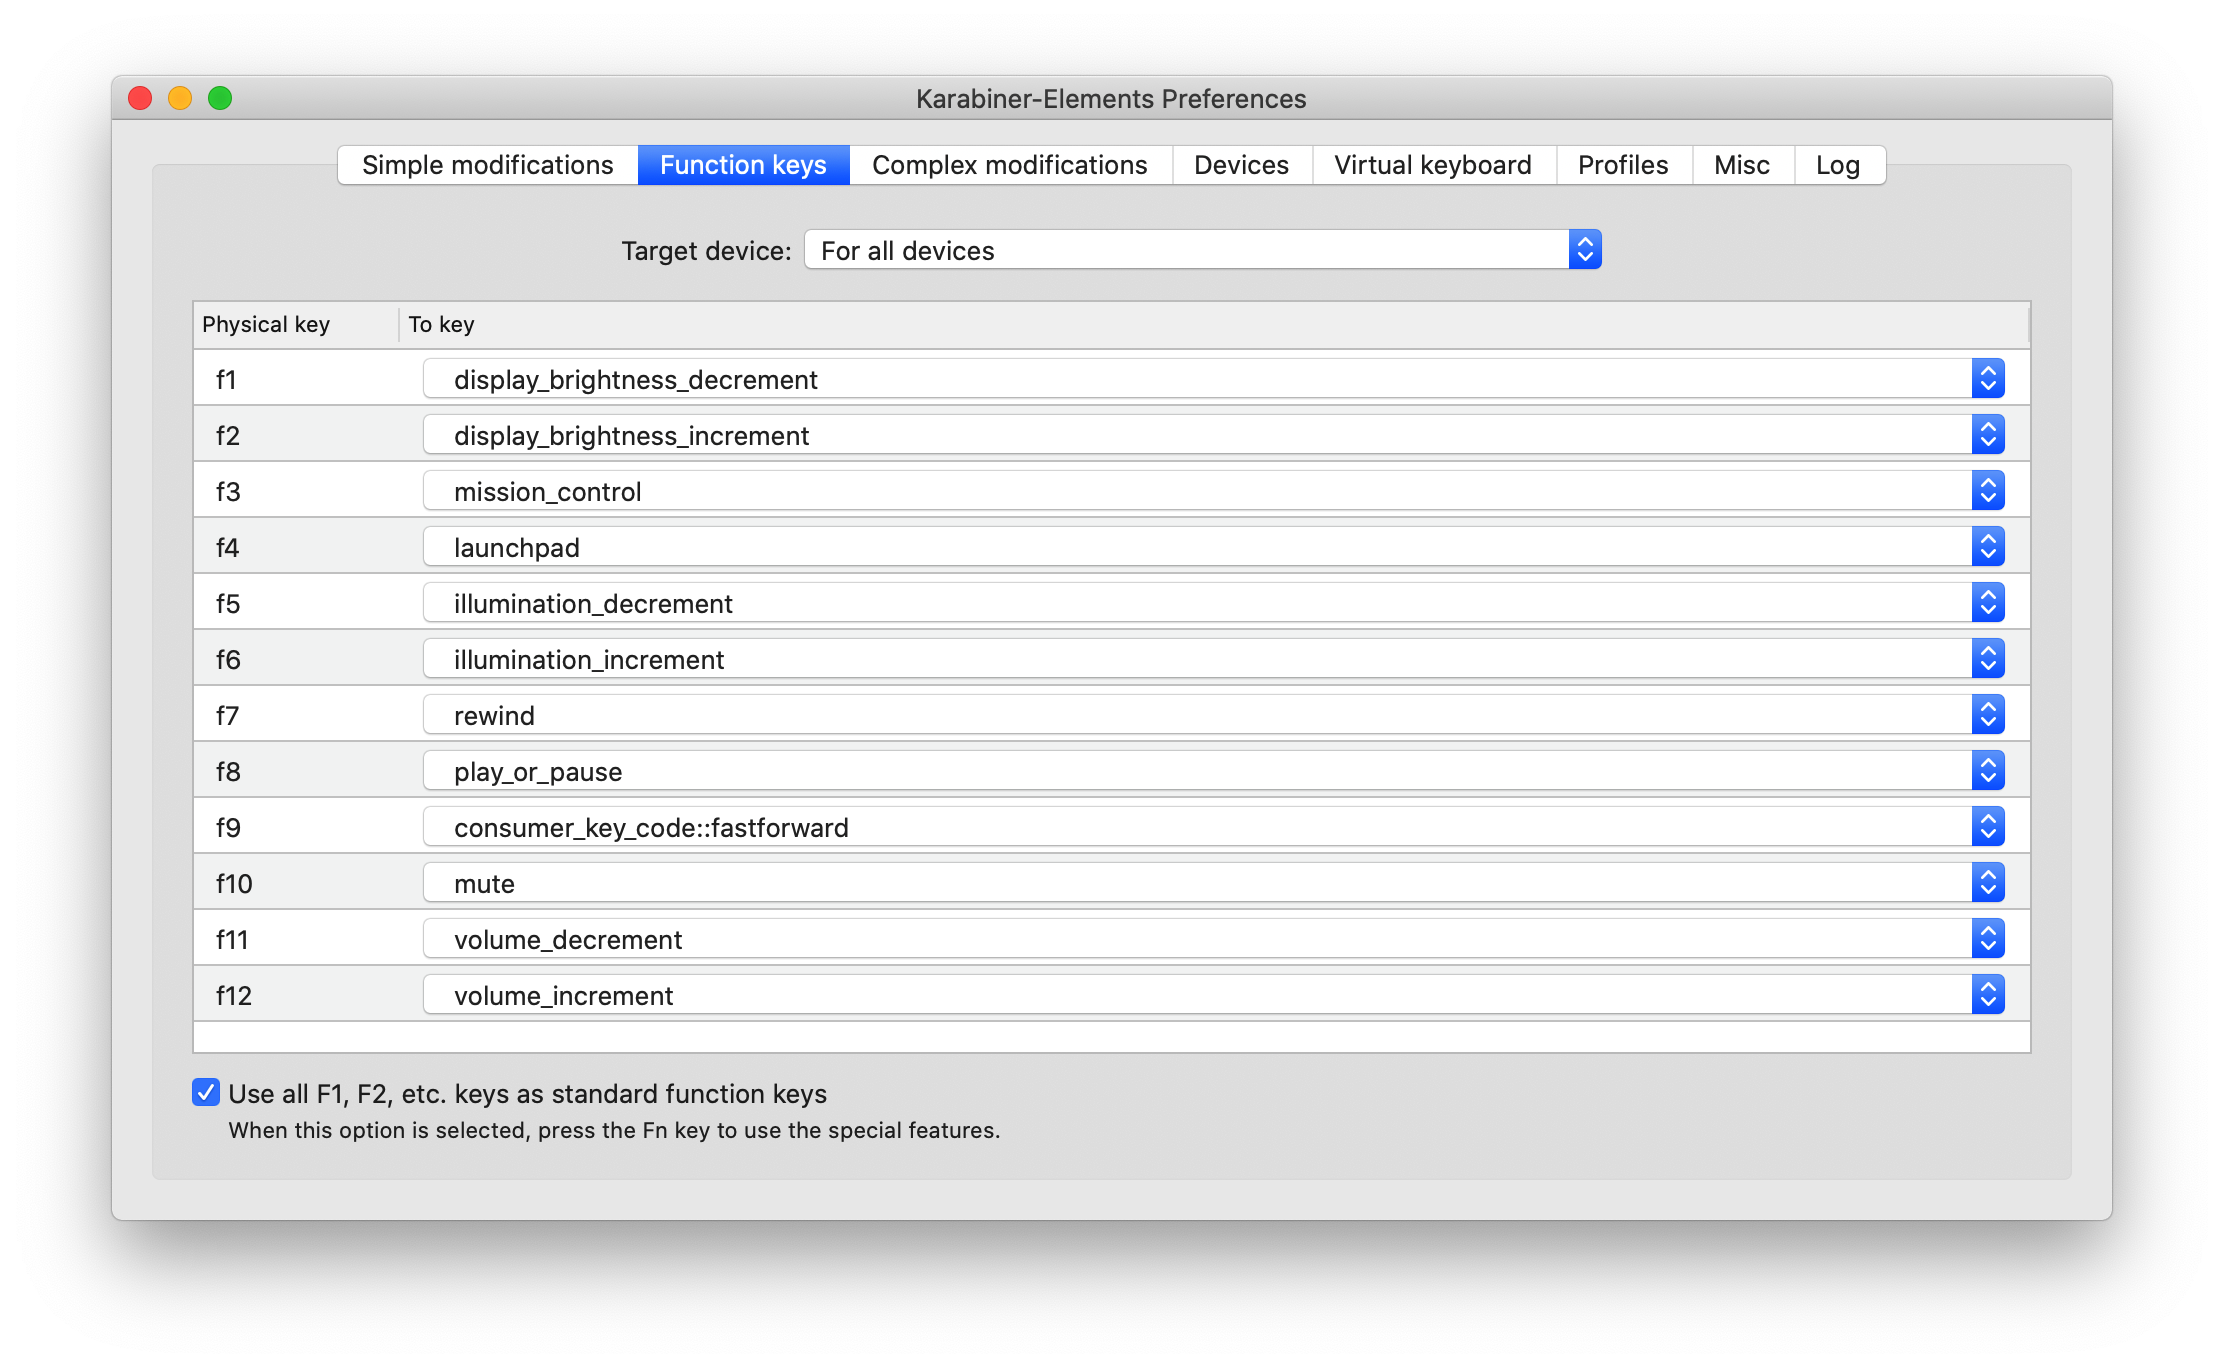 Karabiner-Elements Preferences
Simple modifications Function keys Complex modifications Devices Virtual keyboard Profiles Misc Log
Target device: For all devices
Physical key To key
f1 display_brightness_decrement
f2 display_brightness_increment
f3 mission_control
f4 launchpad
f5 illumination_decrement
f6 illumination_increment
f7 rewind
f8 play_or_pause
f9 consumer_key_code::fastforward
f10 mute
f11 volume_decrement
f12 volume_increment
Use all F1, F2, etc. keys as standard function keys
When this option is selected, press the Fn key to use the special features.